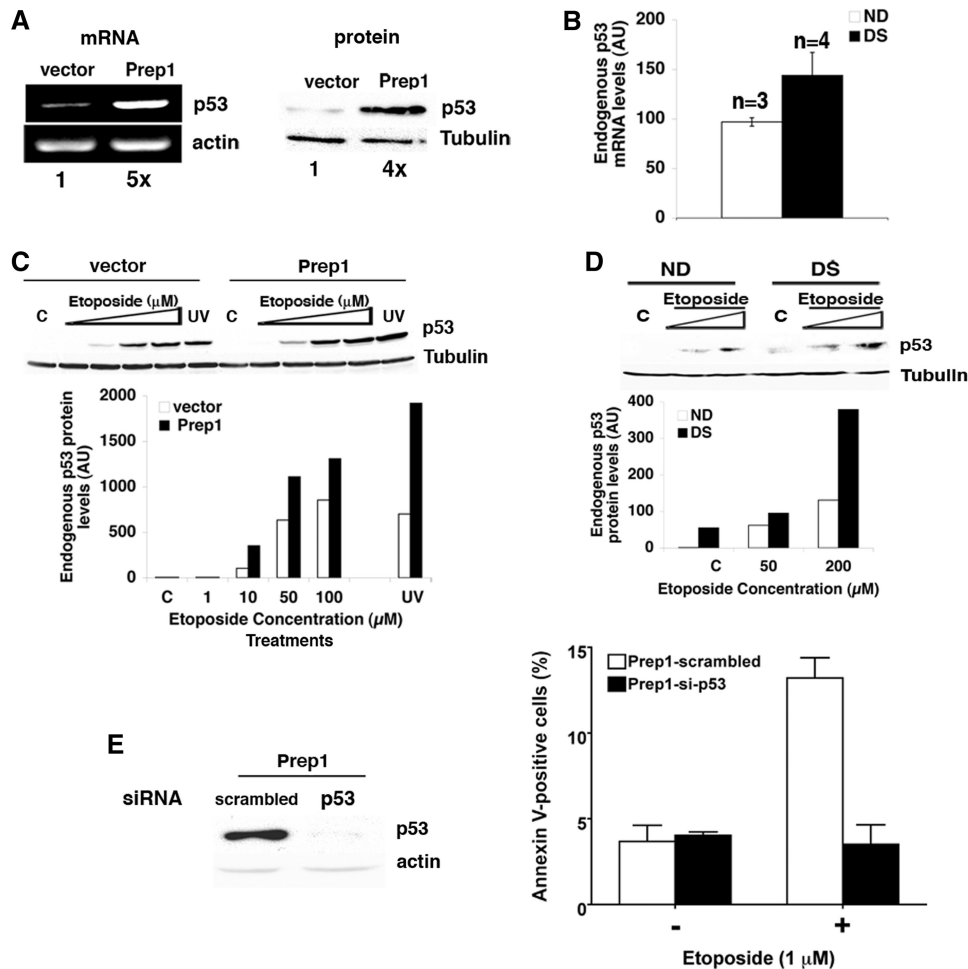 A
mRNA
vector Prep1
p53
actin
1 5x
protein
vector Prep1
p53
Tubulin
1 4x
B
Endogenous p53
mRNA levels (AU)
200
150
100
50
0
n=3
n=4
ND
DS
C
vector Prep1
C Etoposide (μM) UV C Etoposide (μM) UV
p53
Tubulin
Endogenous p53 protein
levels (AU)
2000
1500
1000
500
0
vector
Prep1
C 1 10 50 100 UV
Etoposide Concentration (μM)
Treatments
D
ND DS
C Etoposide C Etoposide
p53
Tubulin
Endogenous p53
protein levels (AU)
400
300
200
100
0
ND
DS
C 50 200
Etoposide Concentration (μM)
E
Prep1
siRNA scrambled p53
p53
actin
Annexin V-positive cells (%)
15
10
5
0
Prep1-scrambled
Prep1-si-p53
- +
Etoposide (1 μM)